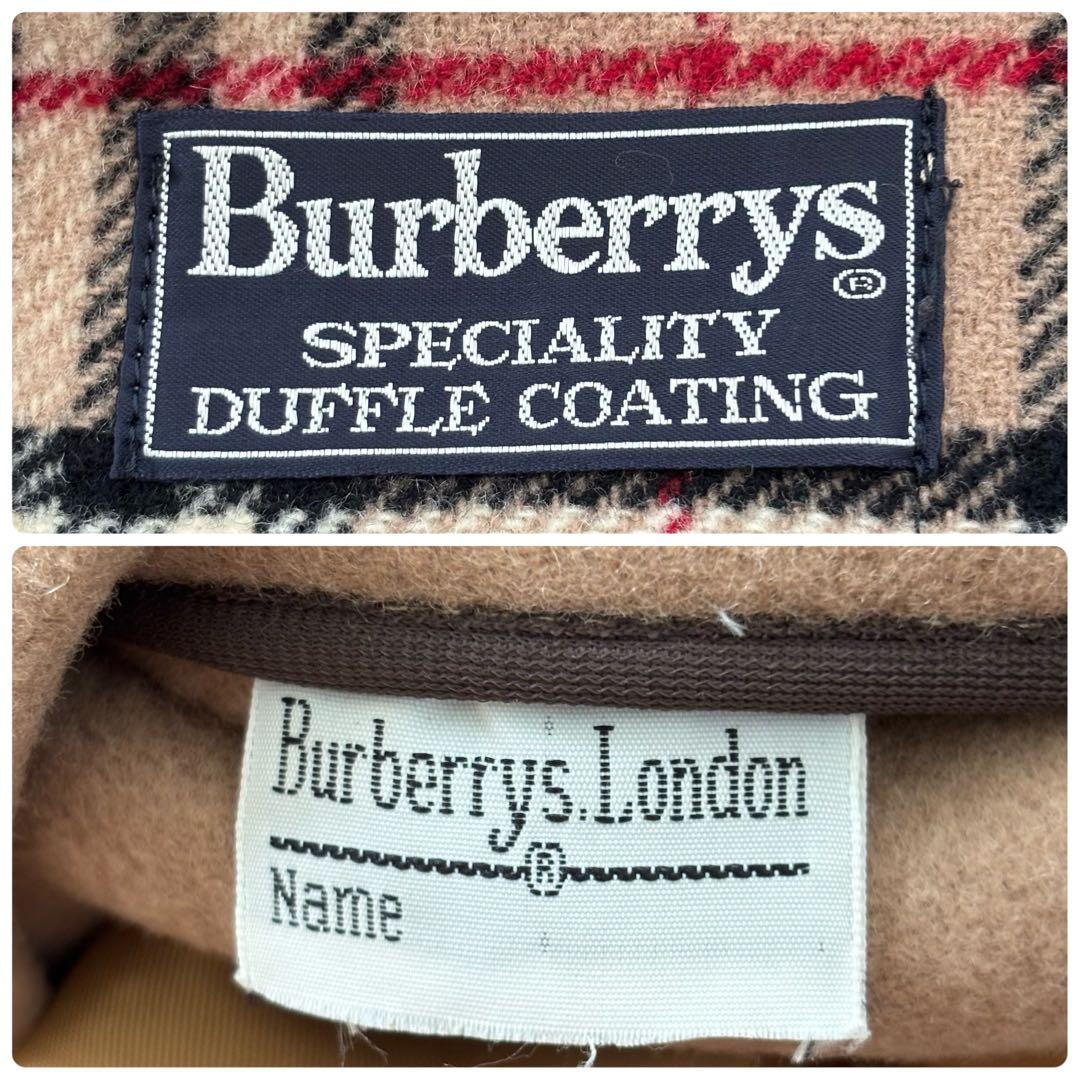 Burberrys
®
SPECIALITY
DUFFLE COATING
Burberrys.London
®
Name